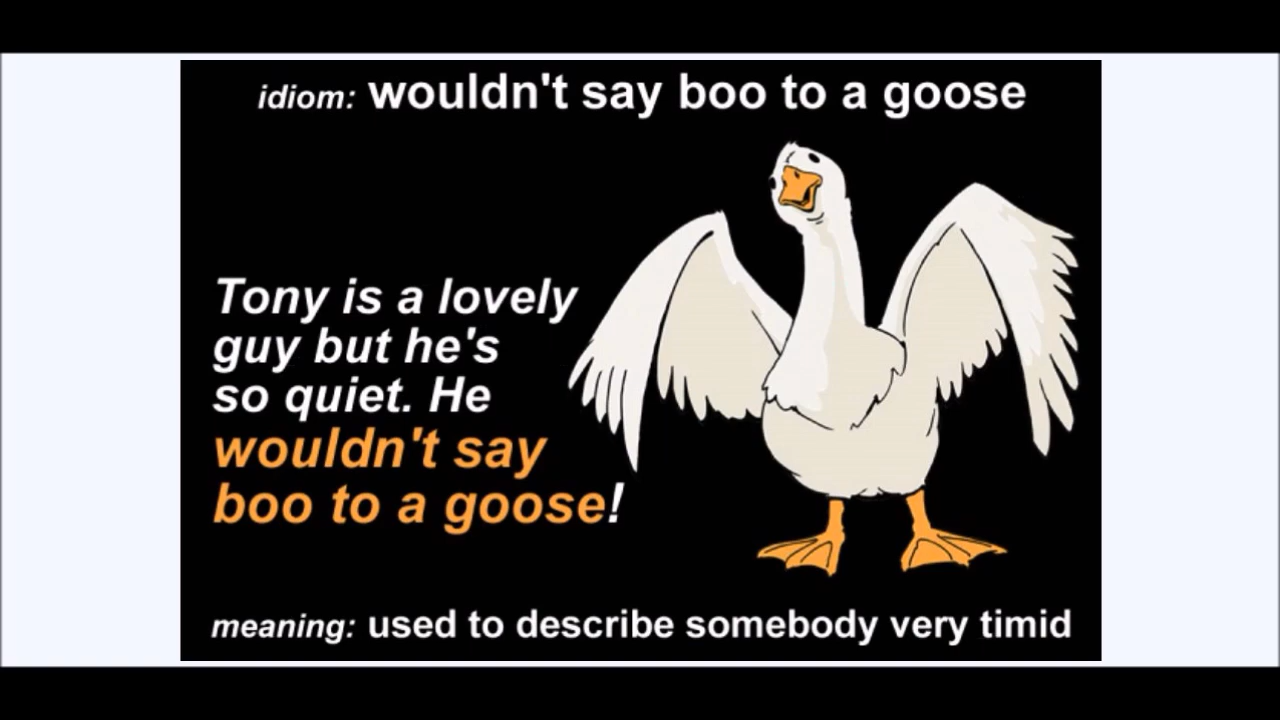 idiom: wouldn't say boo to a goose
Tony is a lovely
guy but he's
so quiet. He
wouldn't say
boo to a goose!
meaning: used to describe somebody very timid